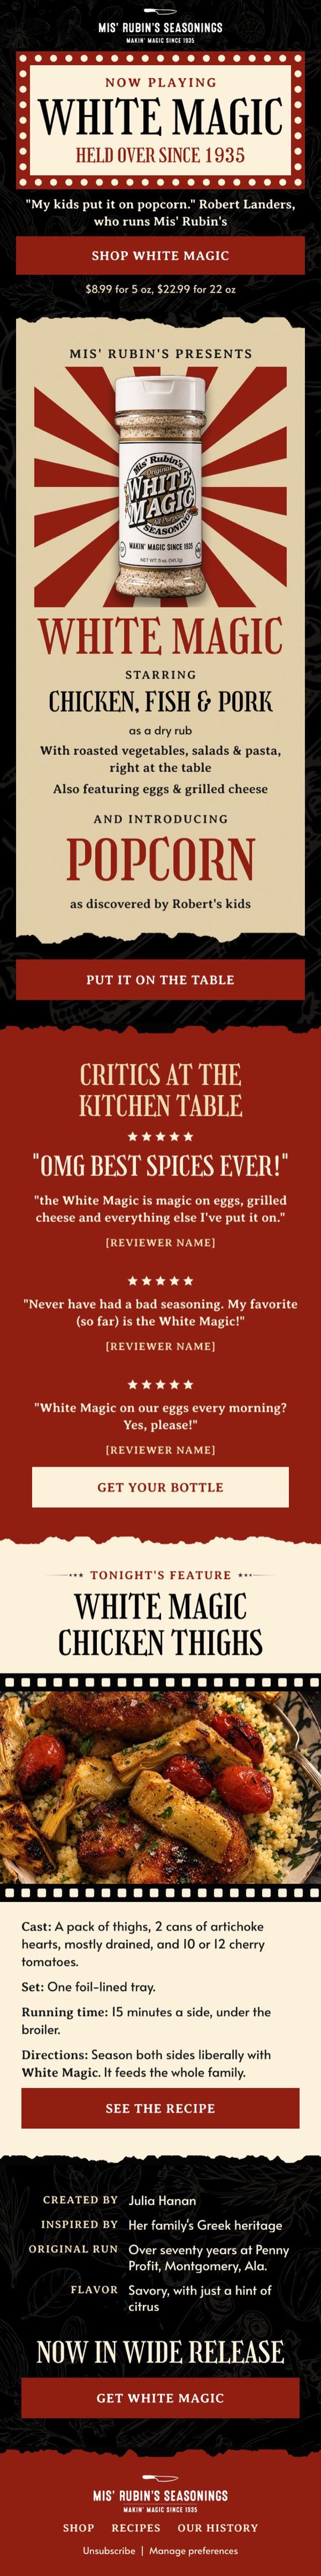 MIS' RUBIN'S SEASONINGS
MAKIN' MAGIC SINCE 1935
NOW PLAYING
WHITE MAGIC
HELD OVER SINCE 1935
"My kids put it on popcorn." Robert Landers,
who runs Mis' Rubin's
SHOP WHITE MAGIC
$8.99 for 5 oz, $22.99 for 22 oz
MIS' RUBIN'S PRESENTS
Mis' Rubin's
Original
WHITE
MAGIC
SEASONING
MAKIN' MAGIC SINCE 1935
NET WT. 5 oz.
WHITE MAGIC
STARRING
CHICKEN, FISH & PORK
as a dry rub
With roasted vegetables, salads & pasta,
right at the table
Also featuring eggs & grilled cheese
AND INTRODUCING
POPCORN
as discovered by Robert's kids
PUT IT ON THE TABLE
CRITICS AT THE
KITCHEN TABLE
"OMG BEST SPICES EVER!"
"the White Magic is magic on eggs, grilled
cheese and everything else I've put it on."
[REVIEWER NAME]
"Never have had a bad seasoning. My favorite
(so far) is the White Magic!"
[REVIEWER NAME]
"White Magic on our eggs every morning?
Yes, please!"
[REVIEWER NAME]
GET YOUR BOTTLE
TONIGHT'S FEATURE
WHITE MAGIC
CHICKEN THIGHS
Cast: A pack of thighs, 2 cans of artichoke
hearts, mostly drained, and 10 or 12 cherry
tomatoes.
Set: One foil-lined tray.
Running time: 15 minutes a side, under the
broiler.
Directions: Season both sides liberally with
White Magic. It feeds the whole family.
SEE THE RECIPE
CREATED BY Julia Hanan
INSPIRED BY Her family's Greek heritage
ORIGINAL RUN Over seventy years at Penny
Profit, Montgomery, Ala.
FLAVOR Savory, with just a hint of
citrus
NOW IN WIDE RELEASE
GET WHITE MAGIC
MIS' RUBIN'S SEASONINGS
MAKIN' MAGIC SINCE 1935
SHOP RECIPES OUR HISTORY
Unsubscribe | Manage preferences